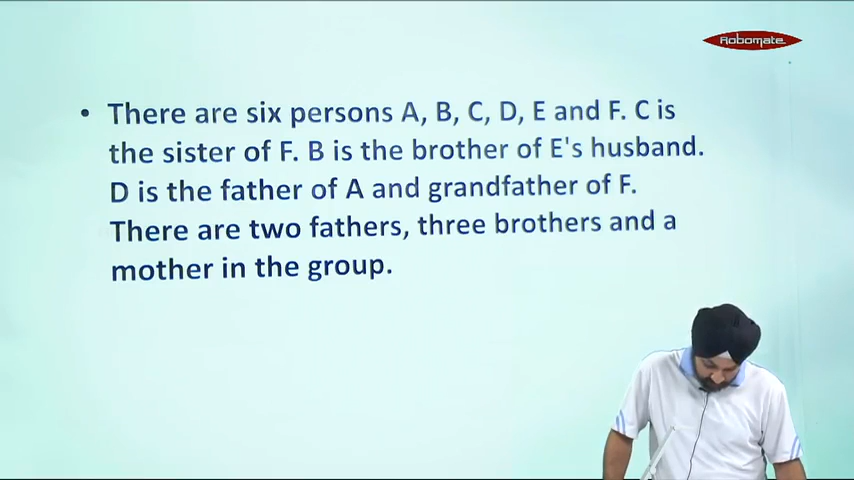 Robomate
• There are six persons A, B, C, D, E and F. C is
the sister of F. B is the brother of E's husband.
D is the father of A and grandfather of F.
There are two fathers, three brothers and a
mother in the group.